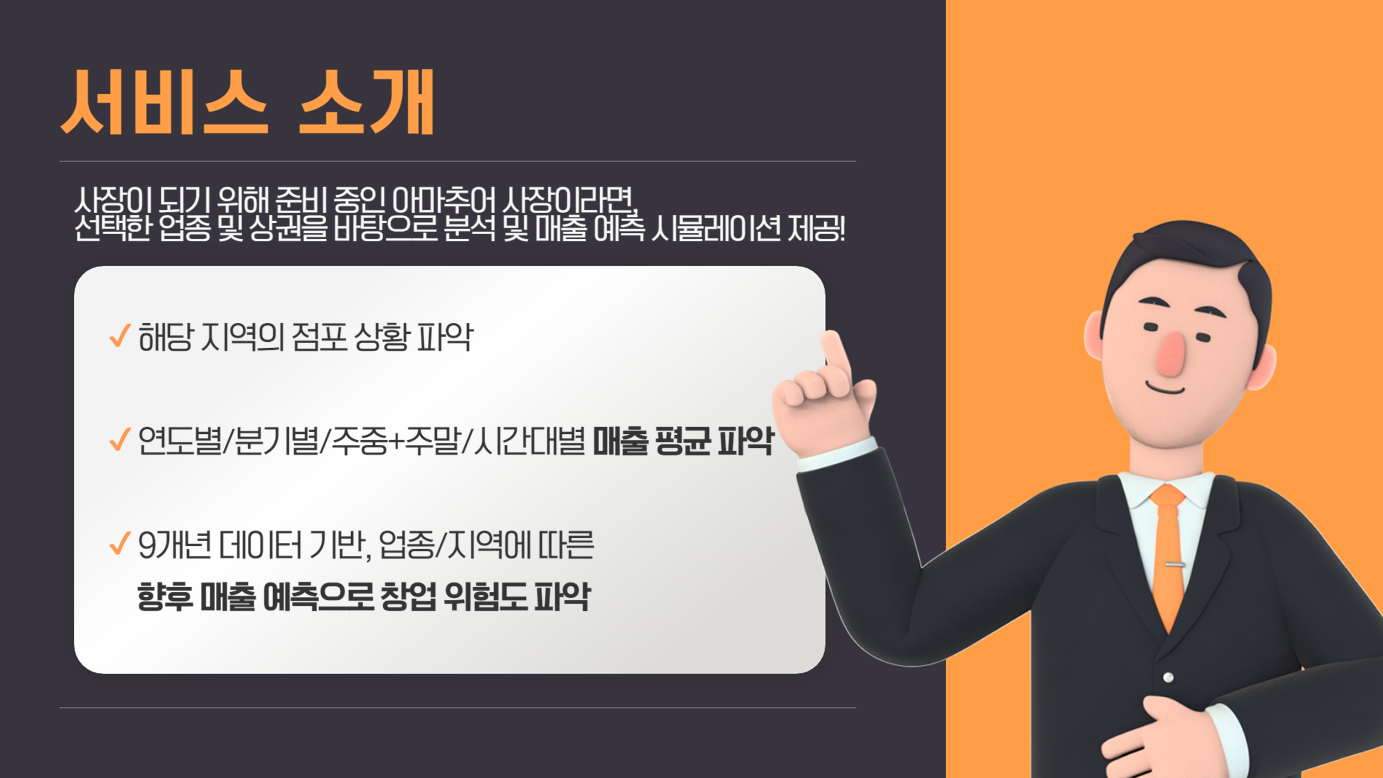 서비스 소개
사장이 되기 위해 준비 중인 아마추어 사장이라면,
선택한 업종 및 상권을 바탕으로 분석 및 매출 예측 시뮬레이션 제공!
✓ 해당 지역의 점포 상황 파악
✓ 연도별/분기별/주중+주말/시간대별 매출 평균 파악
✓ 9개년 데이터 기반, 업종/지역에 따른
향후 매출 예측으로 창업 위험도 파악